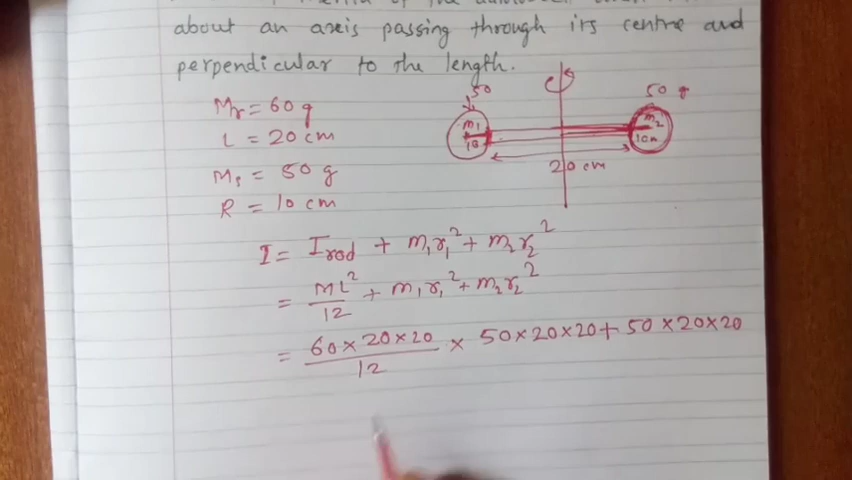 about an axis passing through its centre and
perpendicular to the length.
Mr = 60 g
L = 20 cm
Ms = 50 g
R = 10 cm
50
50 g
m1
10
m2
10cm
20 cm
I = Irod + m1r1² + m2r2²
= ML²/12 + m1r1² + m2r2²
= 60×20×20/12 × 50×20×20 + 50×20×20